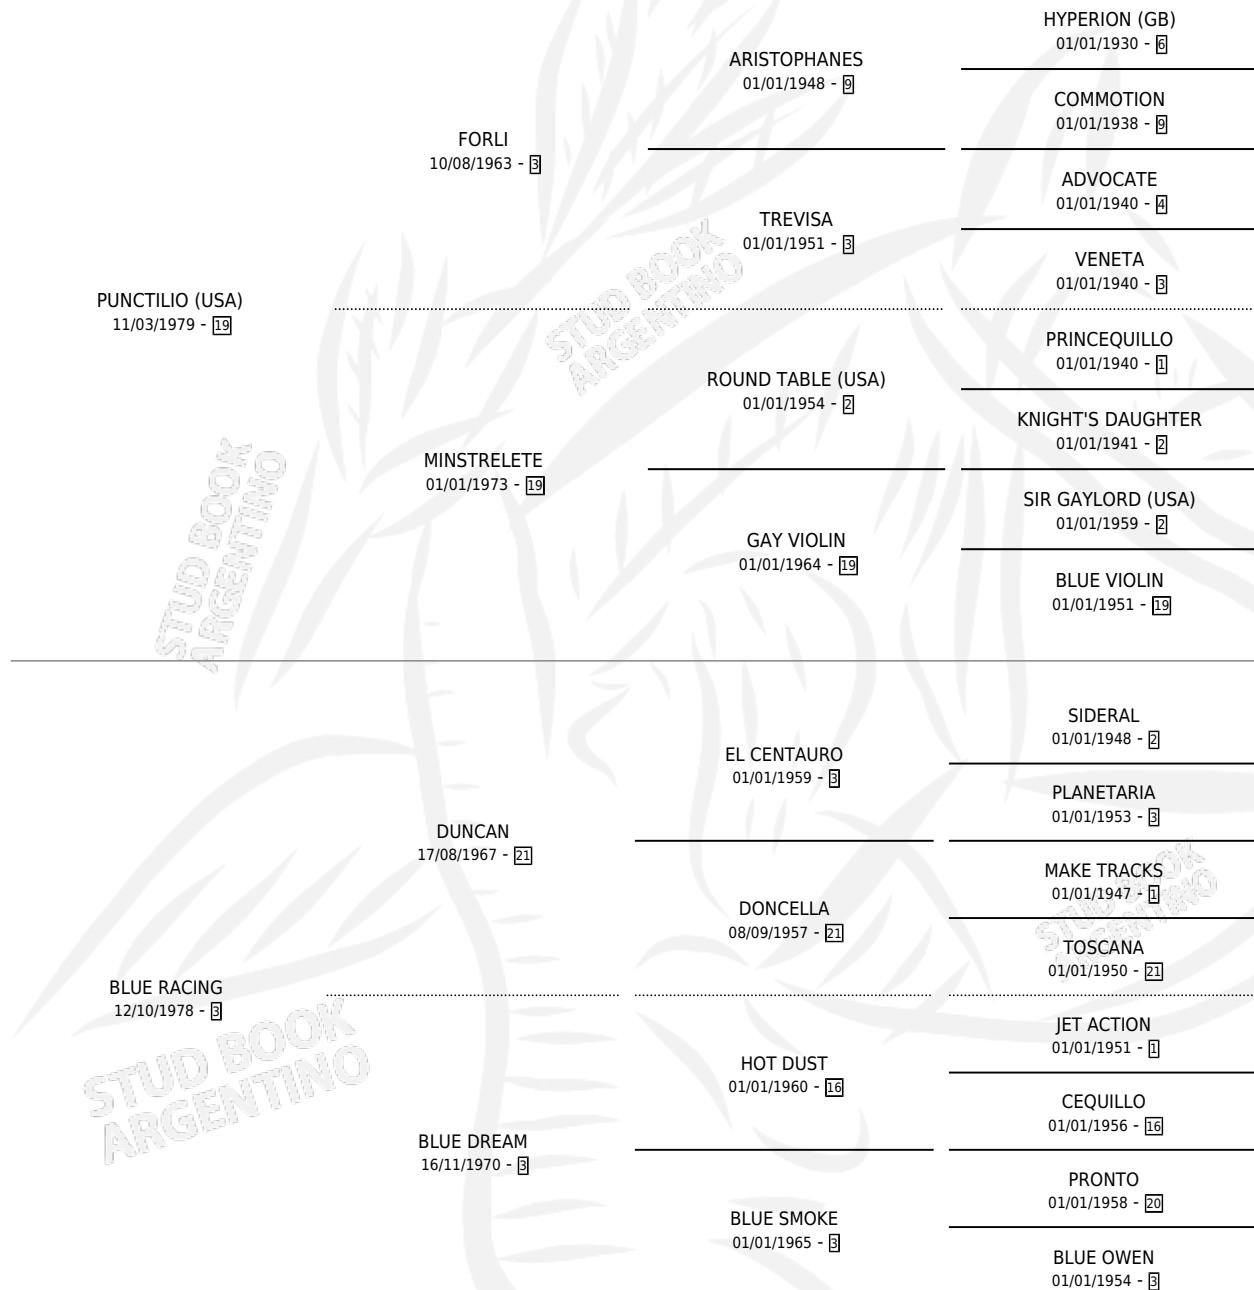 HYPERION (GB)
01/01/1930 - 6
ARISTOPHANES
01/01/1948 - 9
COMMOTION
01/01/1938 - 9
FORLI
10/08/1963 - 3
ADVOCATE
01/01/1940 - 4
TREVISA
01/01/1951 - 3
VENETA
01/01/1940 - 3
PUNCTILIO (USA)
11/03/1979 - 19
PRINCEQUILLO
01/01/1940 - 1
ROUND TABLE (USA)
01/01/1954 - 2
KNIGHT'S DAUGHTER
01/01/1941 - 2
MINSTRELETE
01/01/1973 - 19
SIR GAYLORD (USA)
01/01/1959 - 2
GAY VIOLIN
01/01/1964 - 19
BLUE VIOLIN
01/01/1951 - 19
SIDERAL
01/01/1948 - 2
EL CENTAURO
01/01/1959 - 3
PLANETARIA
01/01/1953 - 3
DUNCAN
17/08/1967 - 21
MAKE TRACKS
01/01/1947 - 1
DONCELLA
08/09/1957 - 21
TOSCANA
01/01/1950 - 21
BLUE RACING
12/10/1978 - 3
JET ACTION
01/01/1951 - 1
HOT DUST
01/01/1960 - 16
CEQUILLO
01/01/1956 - 16
BLUE DREAM
16/11/1970 - 3
PRONTO
01/01/1958 - 20
BLUE SMOKE
01/01/1965 - 3
BLUE OWEN
01/01/1954 - 3
STUD BOOK
ARGENTINO
STUD BOOK
ARGENTINO
STUD BOOK
ARGENTINO
STUD BOOK
ARGENTINO